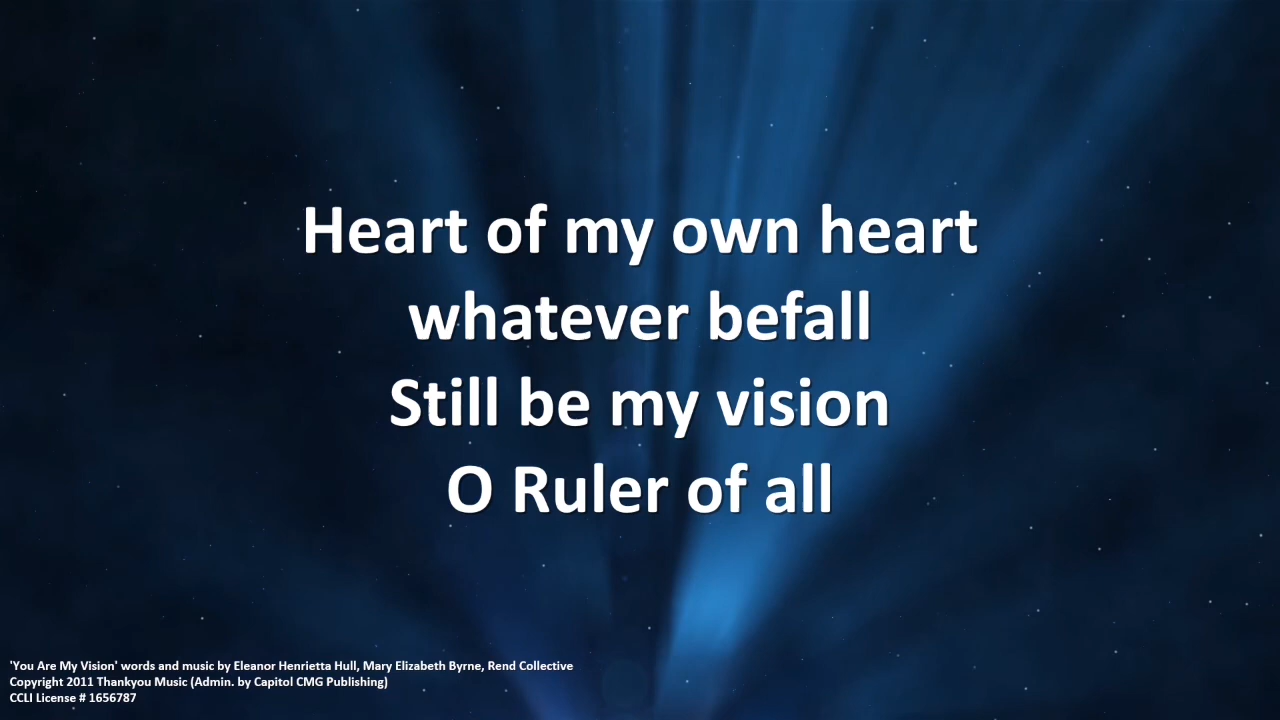 Heart of my own heart
whatever befall
Still be my vision
O Ruler of all
'You Are My Vision' words and music by Eleanor Henrietta Hull, Mary Elizabeth Byrne, Rend Collective
Copyright 2011 Thankyou Music (Admin. by Capitol CMG Publishing)
CCLI License # 1656787